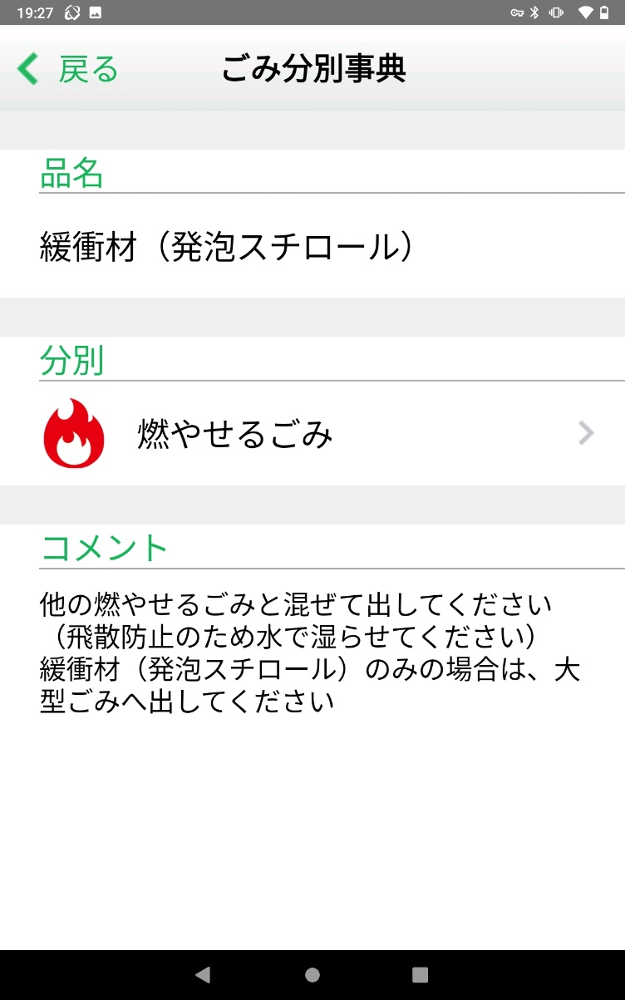 19:27
戻る
ごみ分別事典
品名
緩衝材（発泡スチロール）
分別
燃やせるごみ
コメント
他の燃やせるごみと混ぜて出してください
（飛散防止のため水で湿らせてください）
緩衝材（発泡スチロール）のみの場合は、大
型ごみへ出してください